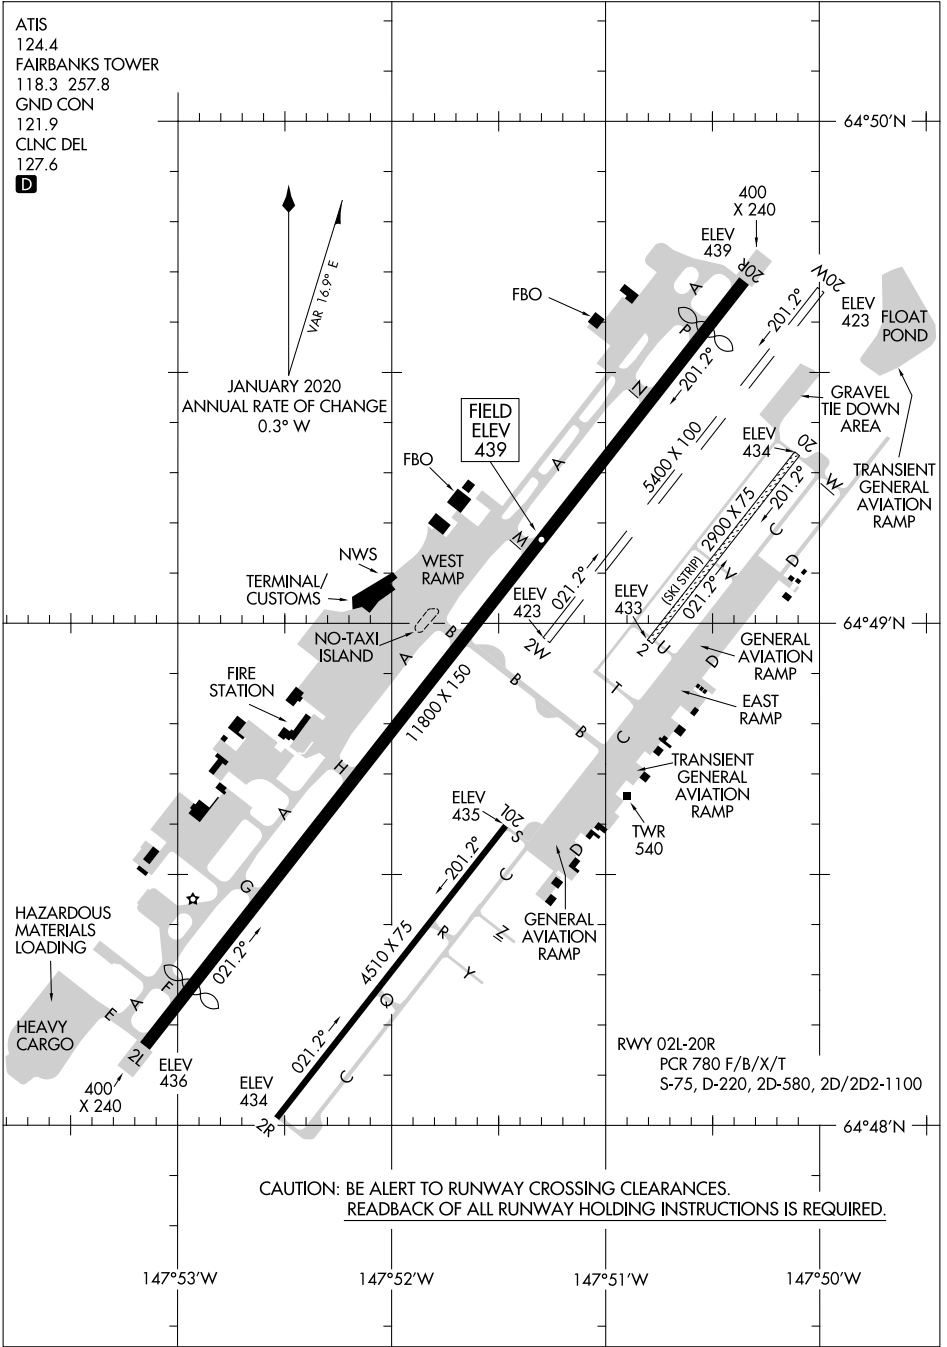 ATIS
124.4
FAIRBANKS TOWER
118.3 257.8
GND CON
121.9
CLNC DEL
127.6
D
64°50'N
VAR 16.9° E
JANUARY 2020
ANNUAL RATE OF CHANGE
0.3° W
400
X 240
ELEV
439
20R
A
P
FBO
201.2°
N
20W
201.2°
ELEV
423
FLOAT
POND
GRAVEL
TIE DOWN
AREA
TRANSIENT
GENERAL
AVIATION
RAMP
FIELD
ELEV
439
5400 X 100
ELEV
434
20
201.2°
W
2900 X 75
(SKI STRIP)
021.2°
V
C
D
FBO
A
M
NWS
WEST
RAMP
TERMINAL/
CUSTOMS
021.2°
ELEV
423
2W
ELEV
433
2
U
64°49'N
NO-TAXI
ISLAND
B
A
B
B
T
C
D
GENERAL
AVIATION
RAMP
EAST
RAMP
FIRE
STATION
11800 X 150
H
A
TRANSIENT
GENERAL
AVIATION
RAMP
TWR
540
ELEV
435
20L
S
201.2°
C
D
GENERAL
AVIATION
RAMP
G
021.2°
4510 X 75
R
Z
Y
Q
HAZARDOUS
MATERIALS
LOADING
HEAVY
CARGO
F
A
E
2L
ELEV
436
400
X 240
021.2°
C
ELEV
434
2R
RWY 02L-20R
PCR 780 F/B/X/T
S-75, D-220, 2D-580, 2D/2D2-1100
64°48'N
CAUTION: BE ALERT TO RUNWAY CROSSING CLEARANCES.
READBACK OF ALL RUNWAY HOLDING INSTRUCTIONS IS REQUIRED.
147°53'W
147°52'W
147°51'W
147°50'W